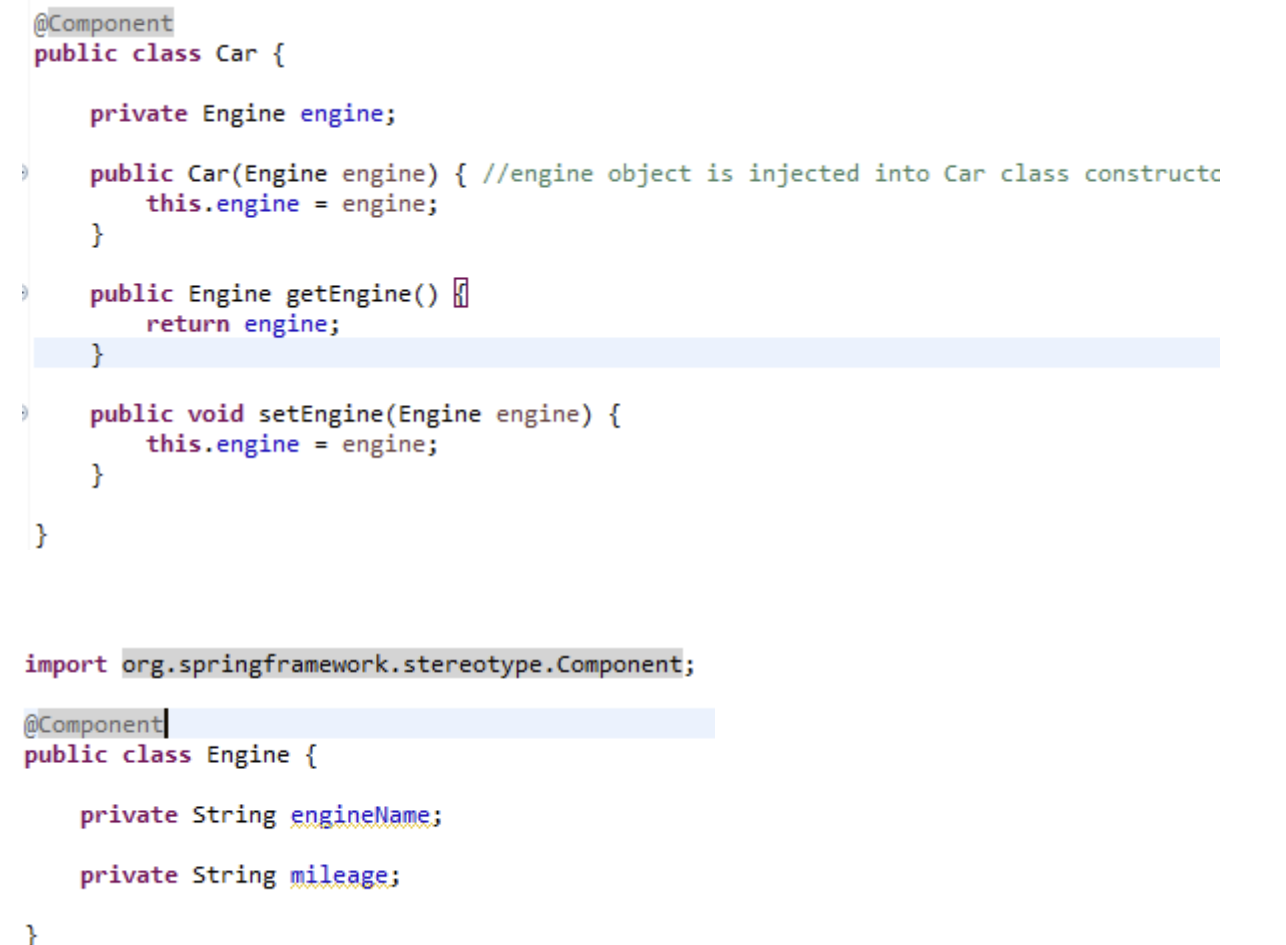 @Component
public class Car {
private Engine engine;
public Car(Engine engine) { //engine object is injected into Car class constructo
this.engine = engine;
}
public Engine getEngine() {
return engine;
}
public void setEngine(Engine engine) {
this.engine = engine;
}
}
import org.springframework.stereotype.Component;
@Component
public class Engine {
private String engineName;
private String mileage;
}